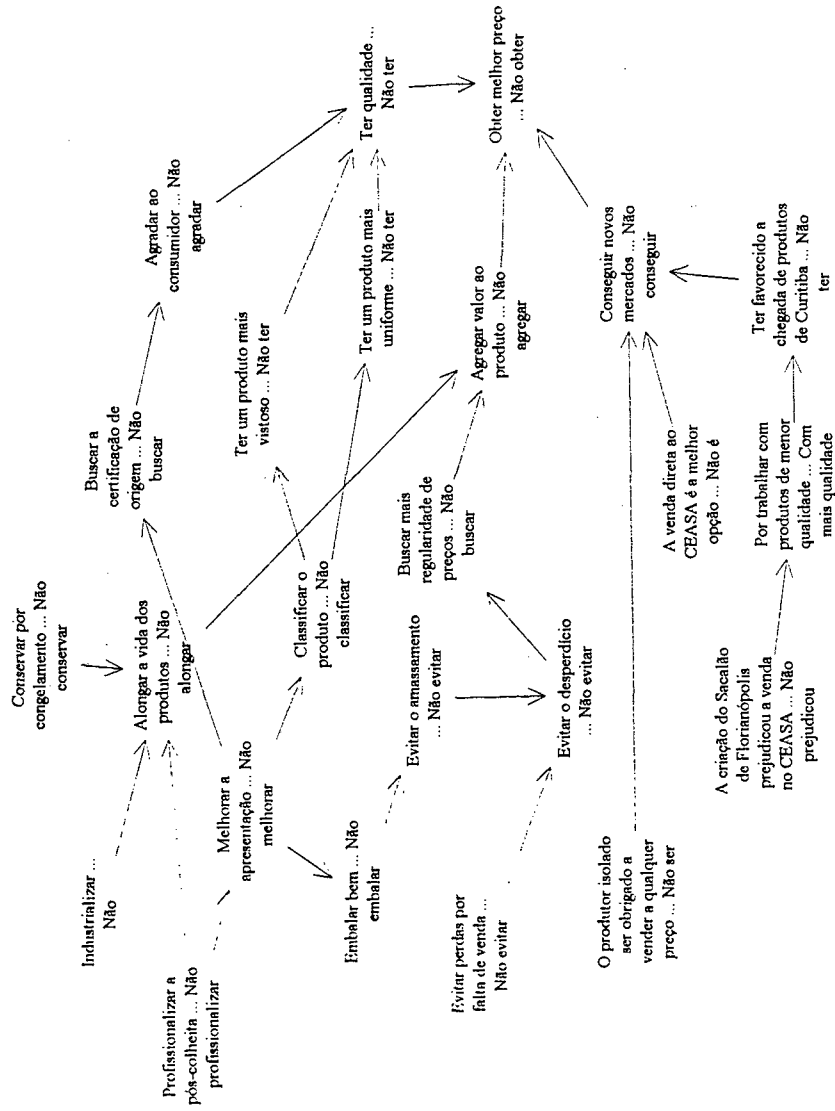 Conservar por
congelamento ... Não
conservar
Industrializar ...
Não
Alongar a vida dos
produtos ... Não
alongar
Buscar a
certificação de
origem ... Não
buscar
Agradar ao
consumidor ... Não
agradar
Profissionalizar a
pós-colheita ... Não
profissionalizar
Melhorar a
apresentação ... Não
melhorar
Classificar o
produto ... Não
classificar
Ter um produto mais
vistoso ... Não ter
Ter qualidade ...
Não ter
Embalar bem ... Não
embalar
Evitar o amassamento
... Não evitar
Ter um produto mais
uniforme ... Não ter
Evitar perdas por
falta de venda ...
Não evitar
Evitar o desperdício
... Não evitar
Buscar mais
regularidade de
preços ... Não
buscar
Agregar valor ao
produto ... Não
agregar
Obter melhor preço
... Não obter
O produtor isolado
ser obrigado a
vender a qualquer
preço ... Não ser
Conseguir novos
mercados ... Não
conseguir
A venda direta ao
CEASA é a melhor
opção ... Não é
A criação do Sacalão
de Florianópolis
prejudicou a venda
no CEASA ... Não
prejudicou
Por trabalhar com
produtos de menor
qualidade ... Com
mais qualidade
Ter favorecido a
chegada de produtos
de Curitiba ... Não
ter